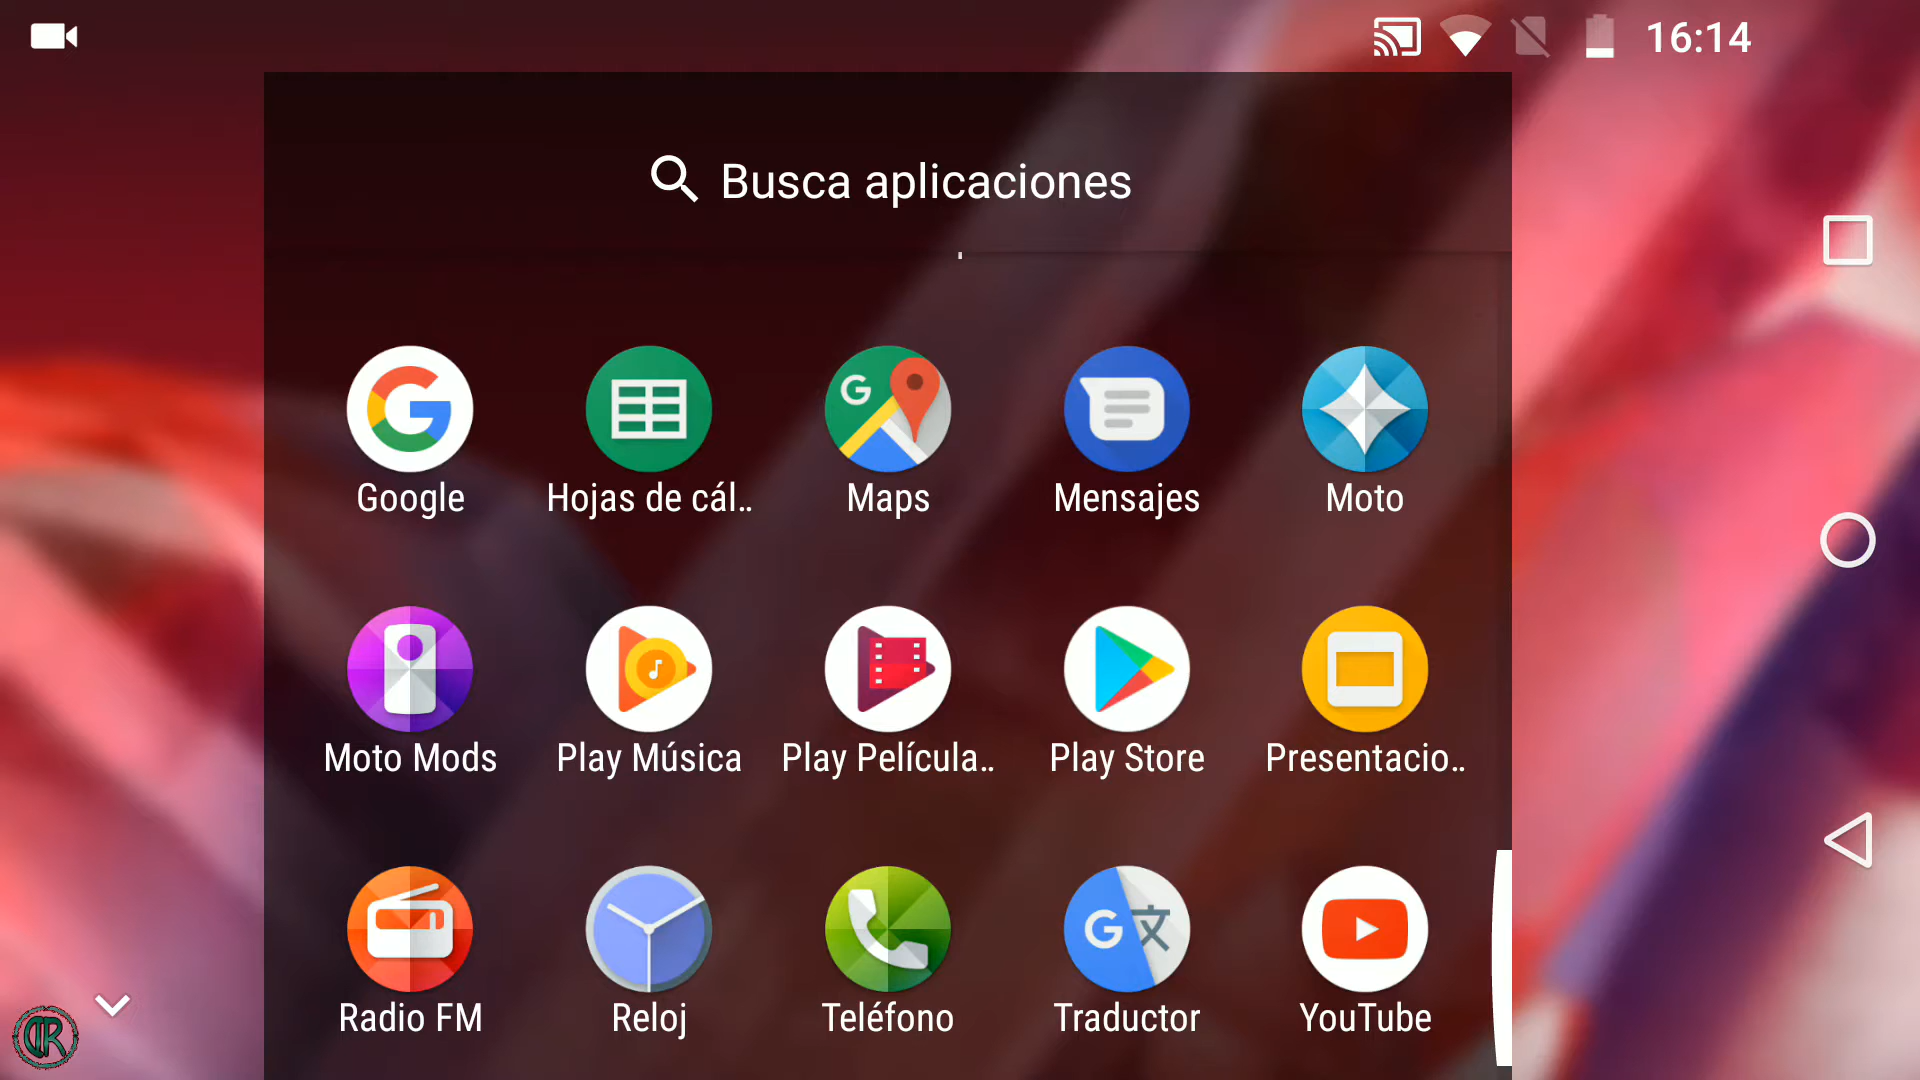 16:14
Busca aplicaciones
Google
Hojas de cál..
Maps
Mensajes
Moto
Moto Mods
Play Música
Play Película..
Play Store
Presentacio..
Radio FM
Reloj
Teléfono
Traductor
YouTube